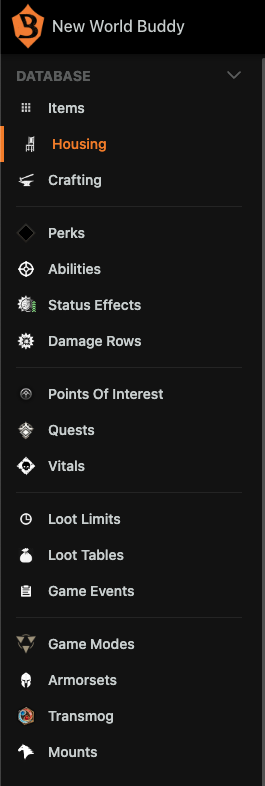 New World Buddy
DATABASE
Items
Housing
Crafting
Perks
Abilities
Status Effects
Damage Rows
Points Of Interest
Quests
Vitals
Loot Limits
Loot Tables
Game Events
Game Modes
Armorsets
Transmog
Mounts